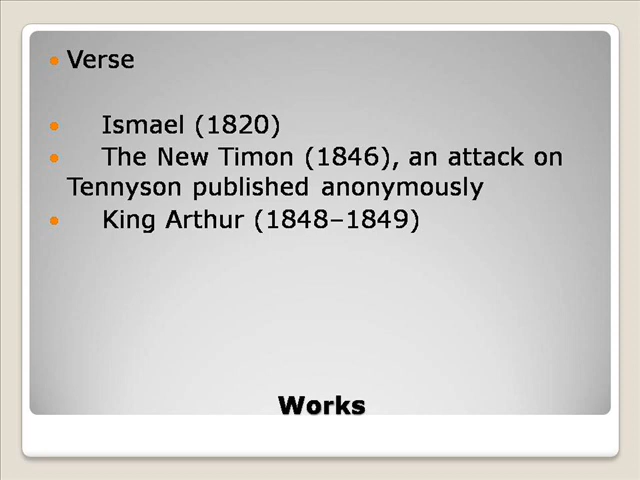 Verse
Ismael (1820)
The New Timon (1846), an attack on
Tennyson published anonymously
King Arthur (1848–1849)
Works